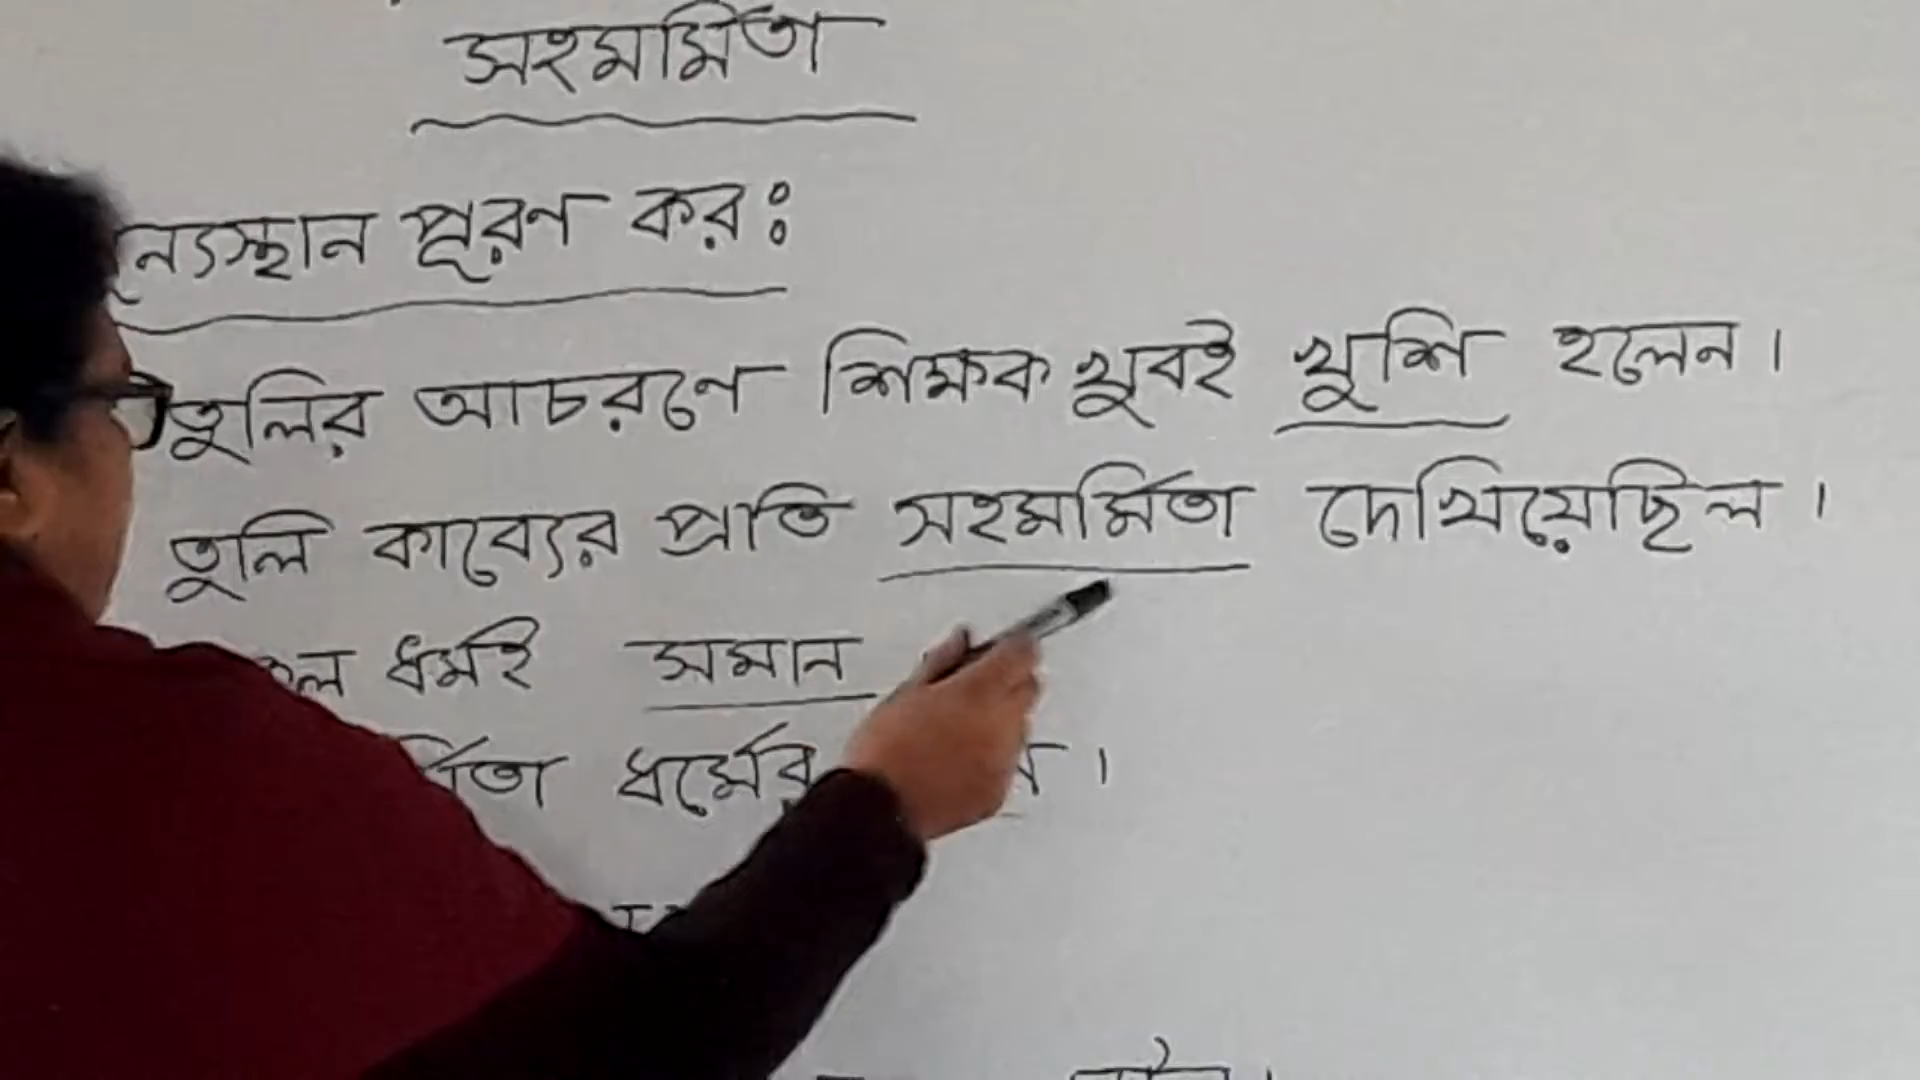 সহমর্মিতা
ন্যস্থান পূরণ কর:
তুলির আচরণে শিক্ষক খুবই খুশি হলেন।
তুলি কাব্যের প্রতি সহমর্মিতা দেখিয়েছিল।
ধর্মই সমান
ধর্মের